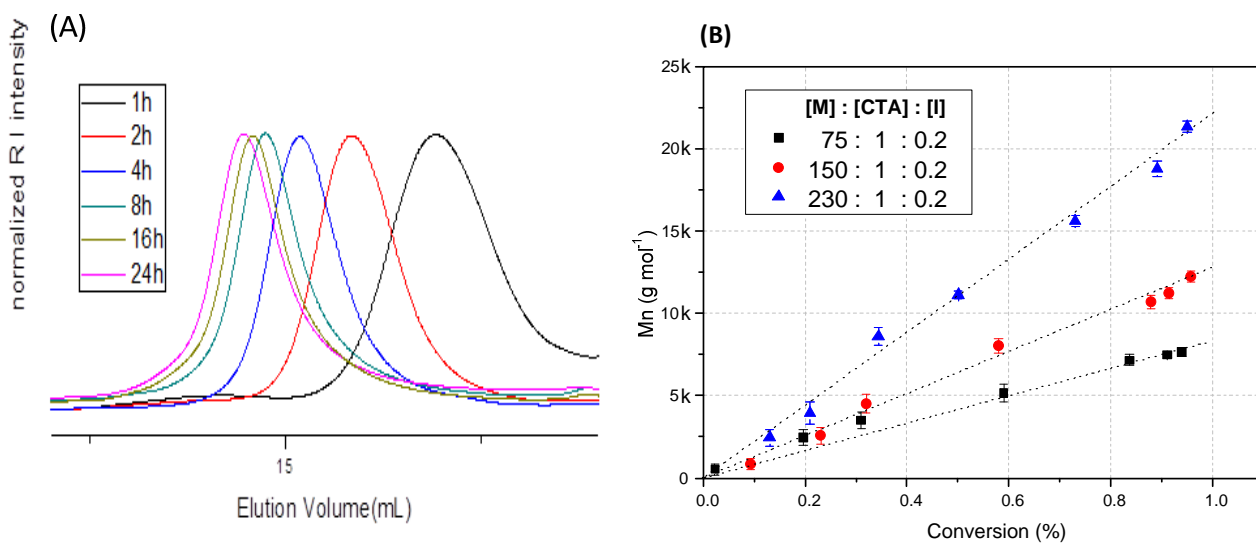 (A)
normalized R I intensity
1h
2h
4h
8h
16h
24h
15
Elution Volume(mL)
(B)
25k
20k
15k
10k
5k
0
Mn (g mol⁻¹)
[M] : [CTA] : [I]
75 : 1 : 0.2
150 : 1 : 0.2
230 : 1 : 0.2
0.0 0.2 0.4 0.6 0.8 1.0
Conversion (%)